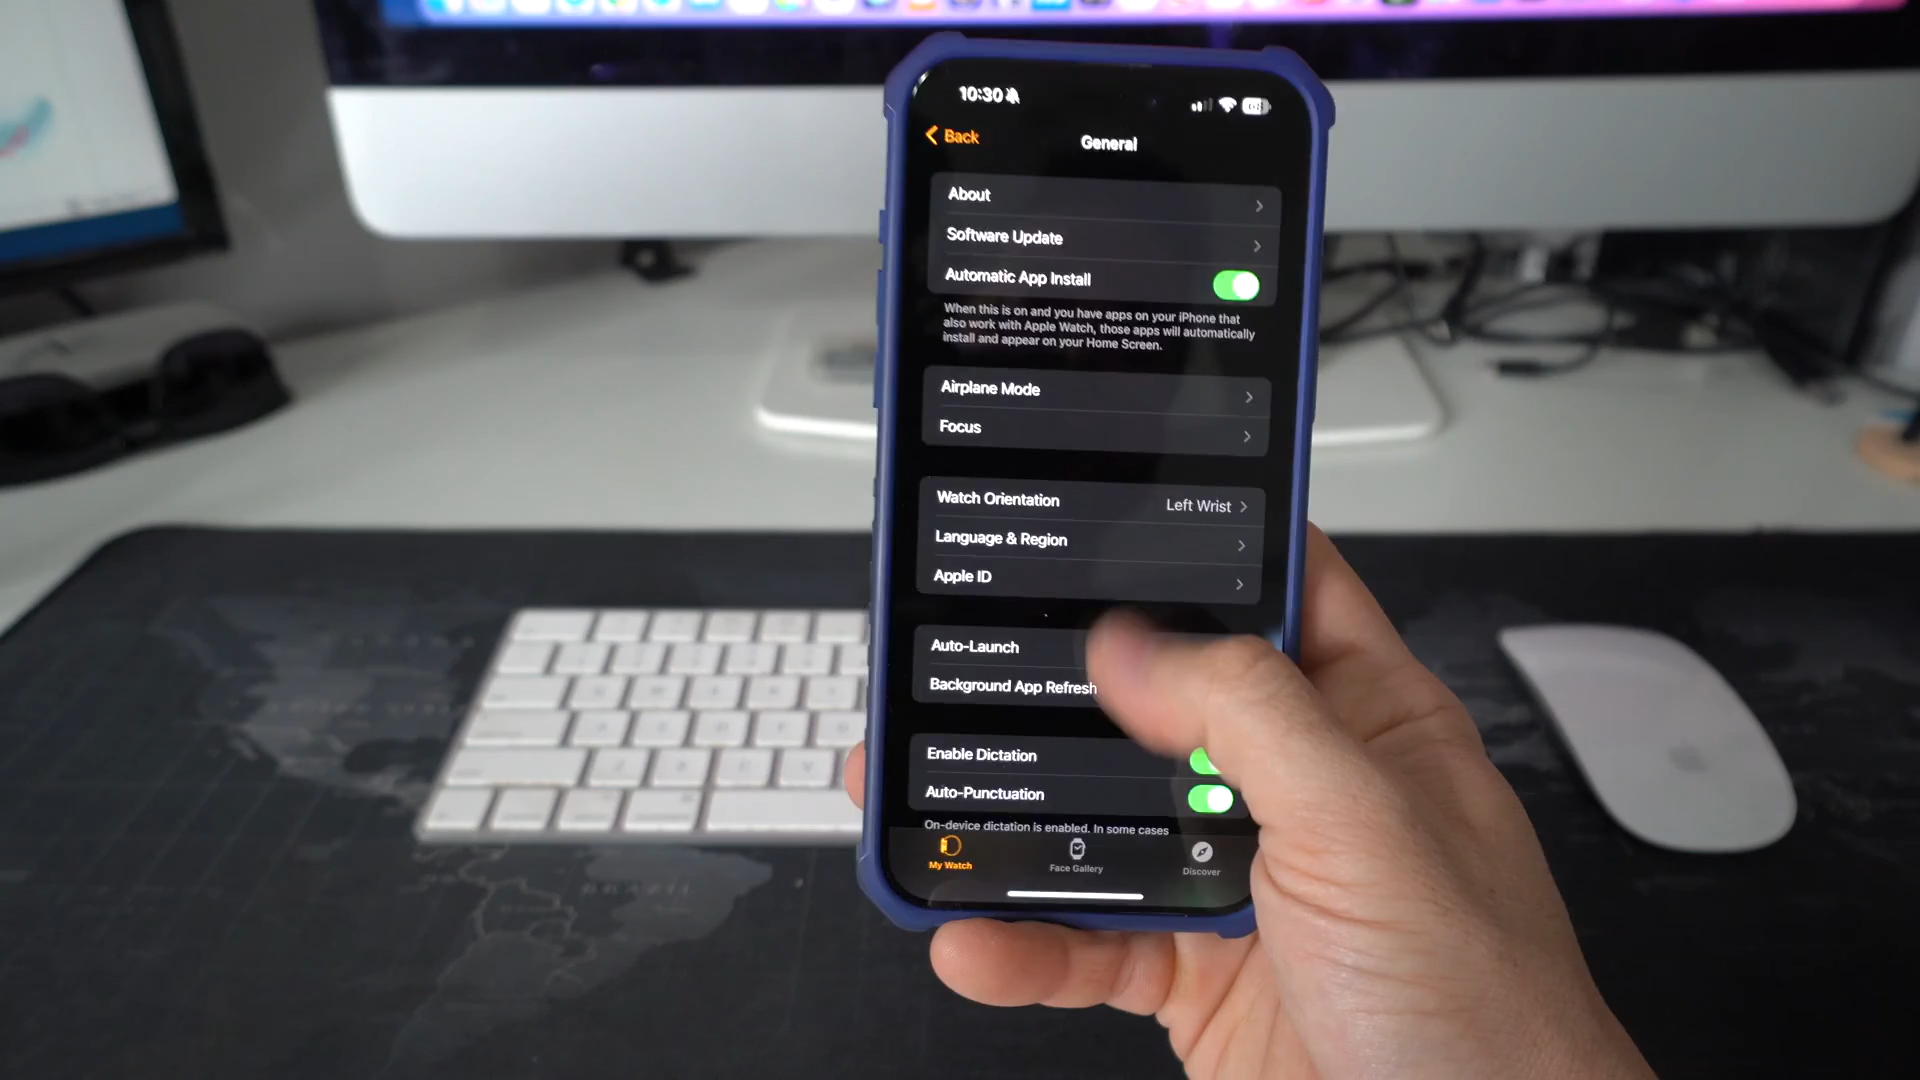 10:30
Back
General
About
Software Update
Automatic App Install
When this is on and you have apps on your iPhone that
also work with Apple Watch, those apps will automatically
install and appear on your Home Screen.
Airplane Mode
Focus
Watch Orientation Left Wrist
Language & Region
Apple ID
Auto-Launch
Background App Refresh
Enable Dictation
Auto-Punctuation
On-device dictation is enabled. In some cases
My Watch
Face Gallery
Discover
BRAZIL